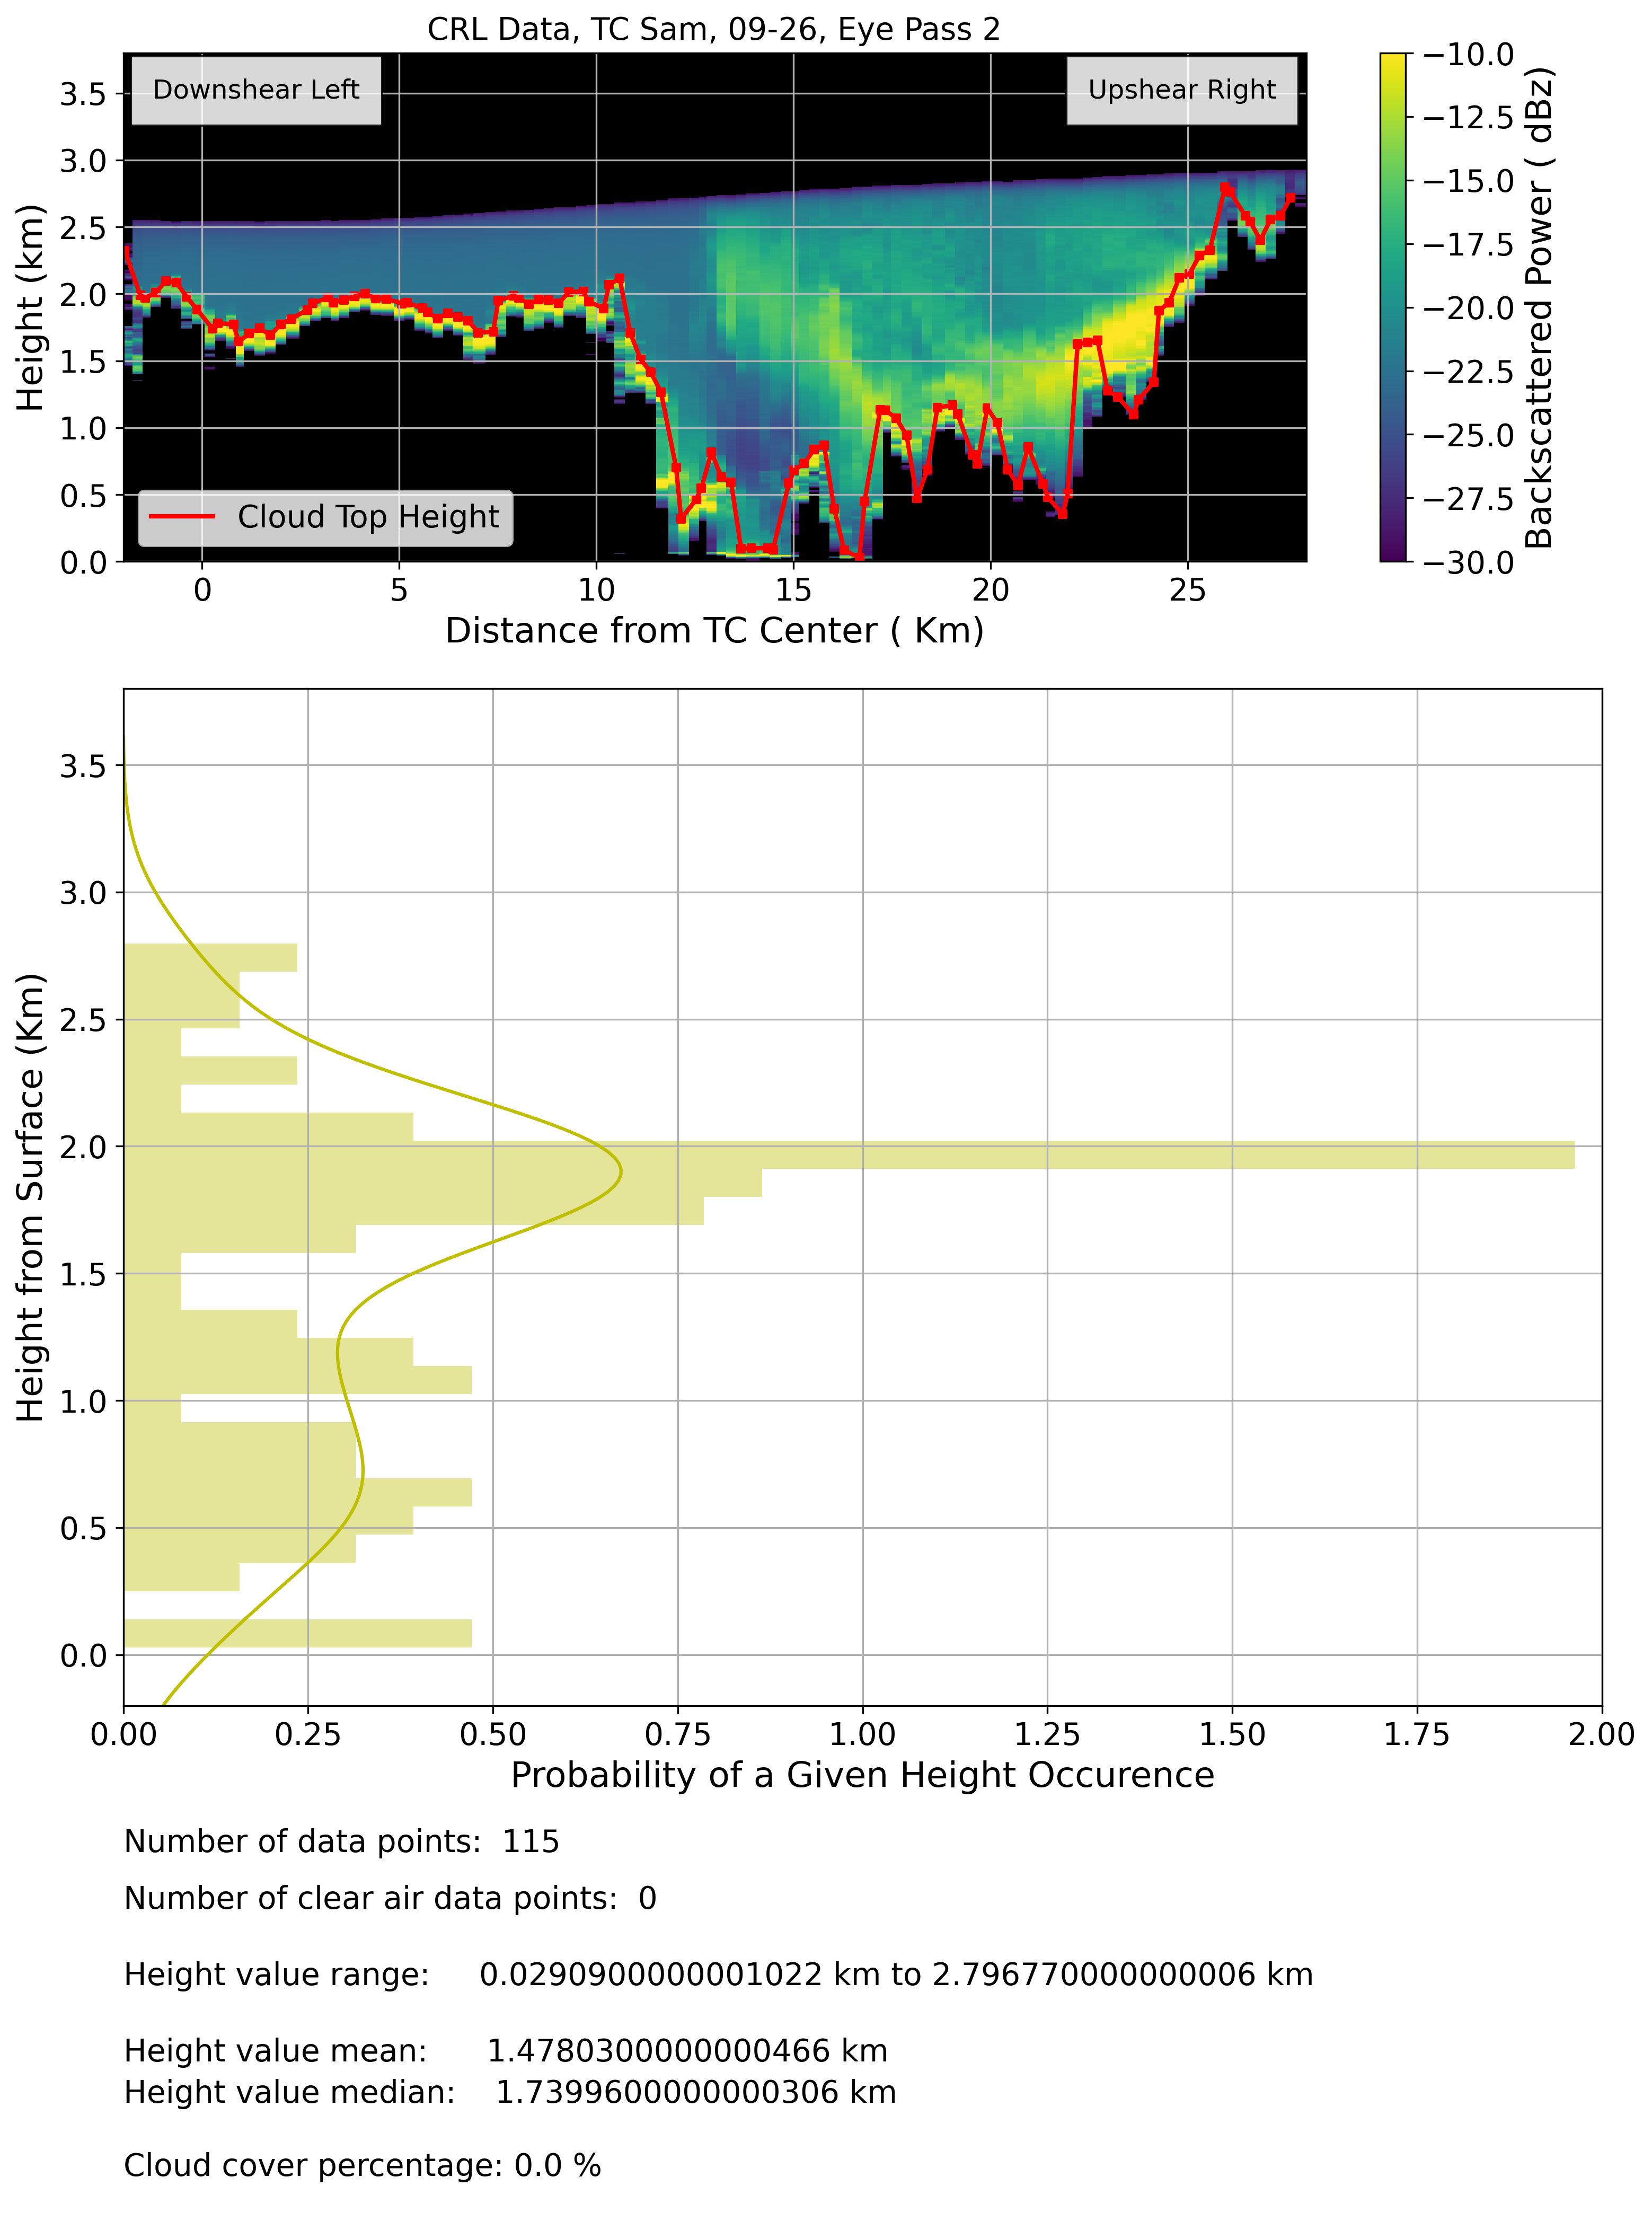 CRL Data, TC Sam, 09-26, Eye Pass 2
Downshear Left
Upshear Right
Cloud Top Height
Height (km)
3.5
3.0
2.5
2.0
1.5
1.0
0.5
0.0
0 5 10 15 20 25
Distance from TC Center ( Km)
−10.0
−12.5
−15.0
−17.5
−20.0
−22.5
−25.0
−27.5
−30.0
Backscattered Power ( dBz)
Height from Surface (Km)
3.5
3.0
2.5
2.0
1.5
1.0
0.5
0.0
0.00 0.25 0.50 0.75 1.00 1.25 1.50 1.75 2.00
Probability of a Given Height Occurence
Number of data points: 115
Number of clear air data points: 0
Height value range: 0.0290900000001022 km to 2.796770000000006 km
Height value mean: 1.4780300000000466 km
Height value median: 1.7399600000000306 km
Cloud cover percentage: 0.0 %